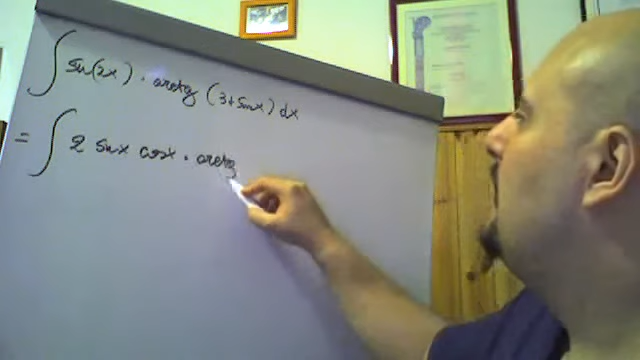 ∫ sin(2x) · arctg (3+sinx) dx
= ∫ 2 sinx cosx · arctg